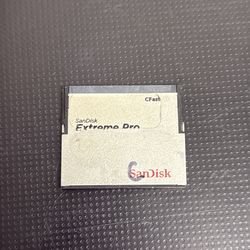 CFast
SanDisk
Extreme Pro
C
SanDisk